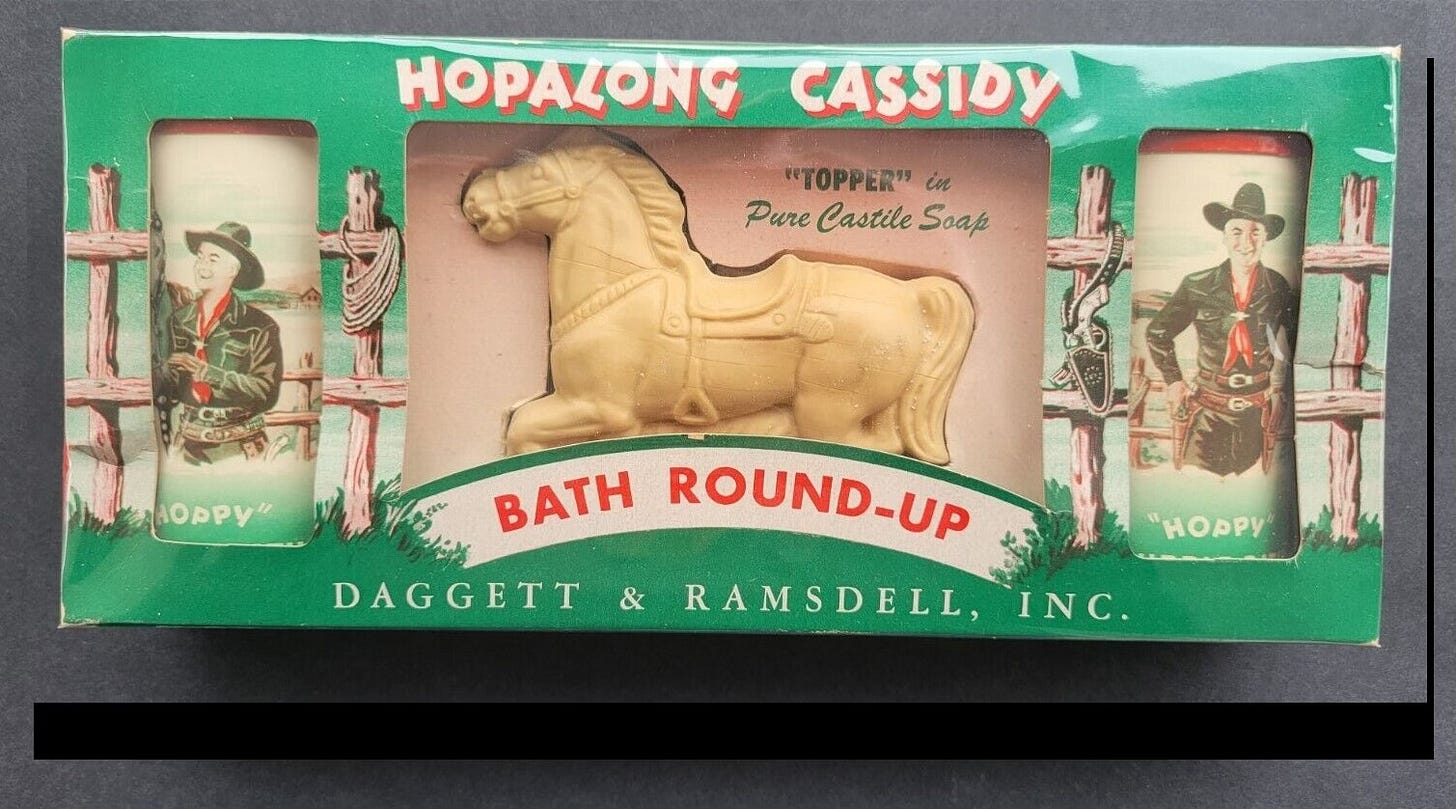 HOPALONG CASSIDY
"TOPPER" in
Pure Castile Soap
HOPPY"
"HOPPY"
BATH ROUND-UP
DAGGETT & RAMSDELL, INC.